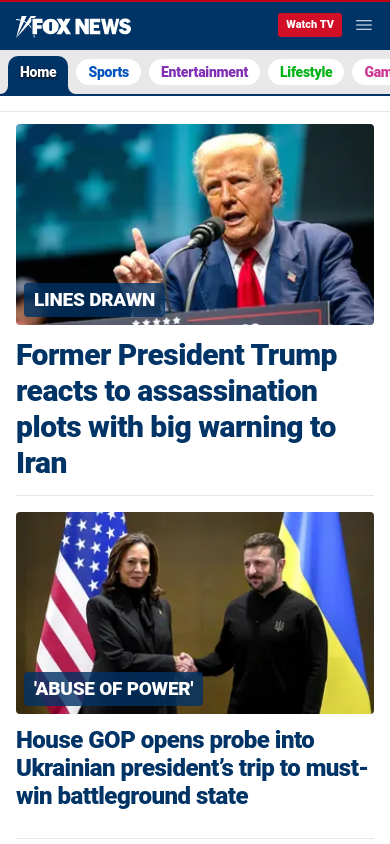 FOX NEWS
Watch TV
Home
Sports
Entertainment
Lifestyle
Gam
LINES DRAWN
Former President Trump
reacts to assassination
plots with big warning to
Iran
'ABUSE OF POWER'
House GOP opens probe into
Ukrainian president’s trip to must-
win battleground state